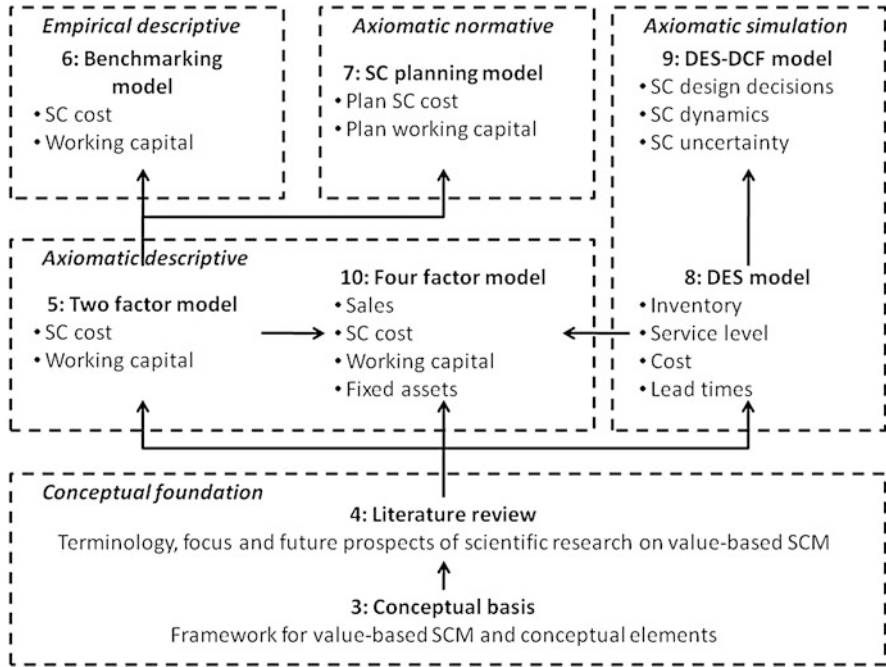 Empirical descriptive
6: Benchmarking
model
• SC cost
• Working capital
Axiomatic normative
7: SC planning model
• Plan SC cost
• Plan working capital
Axiomatic simulation
9: DES-DCF model
• SC design decisions
• SC dynamics
• SC uncertainty
Axiomatic descriptive
5: Two factor model
• SC cost
• Working capital
10: Four factor model
• Sales
• SC cost
• Working capital
• Fixed assets
8: DES model
• Inventory
• Service level
• Cost
• Lead times
Conceptual foundation
4: Literature review
Terminology, focus and future prospects of scientific research on value-based SCM
3: Conceptual basis
Framework for value-based SCM and conceptual elements